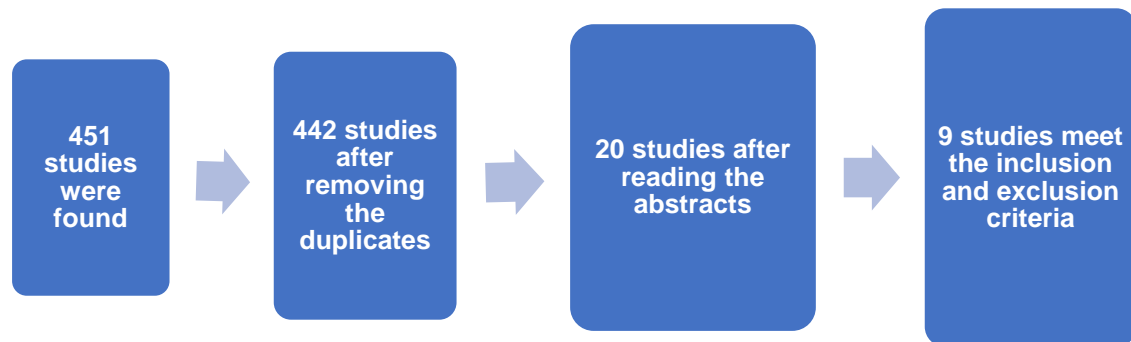 451
studies
were
found
442 studies
after
removing
the
duplicates
20 studies after
reading the
abstracts
9 studies meet
the inclusion
and exclusion
criteria